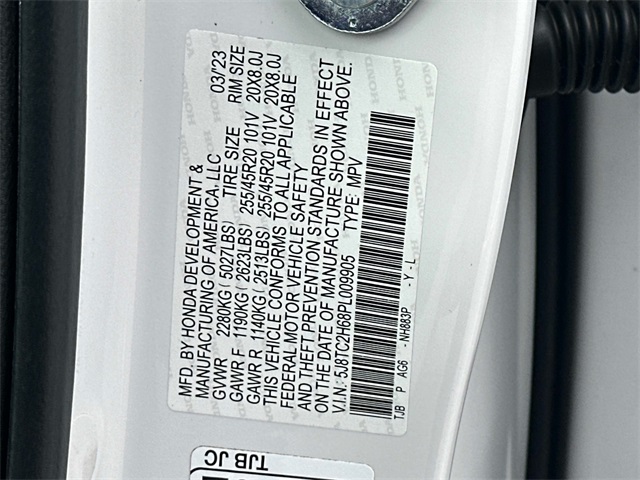 MFD. BY HONDA DEVELOPMENT &
MANUFACTURING OF AMERICA, LLC 03/23
GVWR 2280KG ( 5027LBS) TIRE SIZE RIM SIZE
GAWR F 1190KG ( 2623LBS) 255/45R20 101V 20X8.0J
GAWR R 1140KG ( 2513LBS) 255/45R20 101V 20X8.0J
THIS VEHICLE CONFORMS TO ALL APPLICABLE
FEDERAL MOTOR VEHICLE SAFETY
AND THEFT PREVENTION STANDARDS IN EFFECT
ON THE DATE OF MANUFACTURE SHOWN ABOVE.
V.I.N.: 5J8TC2H68PL009905 TYPE: MPV
TJB P AG6 -NH883P -Y - L
TJB JC